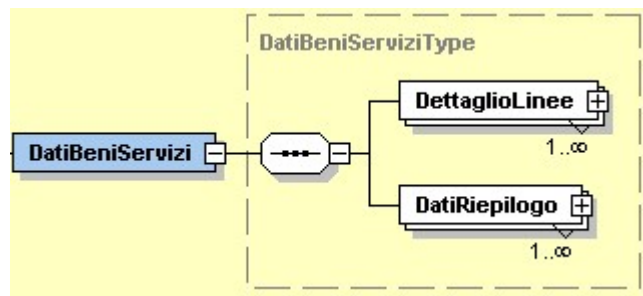 DatiBeniServiziType
DettaglioLinee
1..∞
DatiBeniServizi
DatiRiepilogo
1..∞